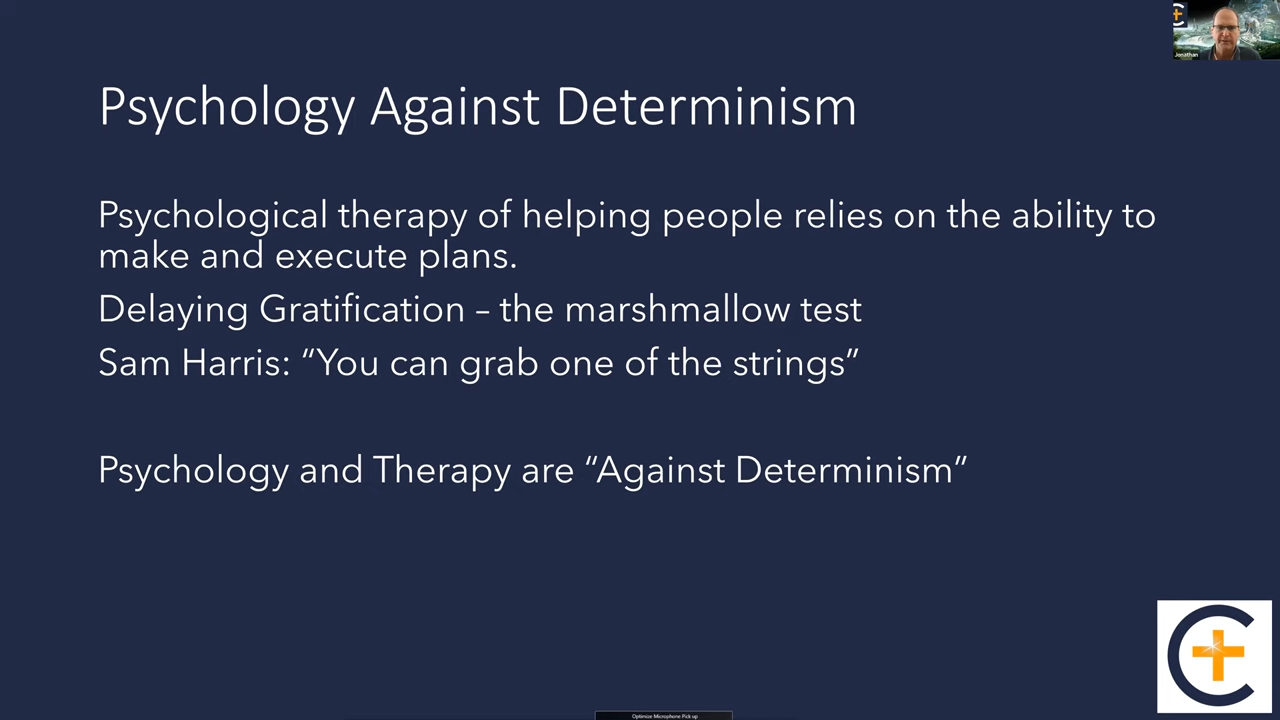 Jonathan
Psychology Against Determinism
Psychological therapy of helping people relies on the ability to
make and execute plans.
Delaying Gratification – the marshmallow test
Sam Harris: “You can grab one of the strings”
Psychology and Therapy are “Against Determinism”
Optimize Microphone Pick up